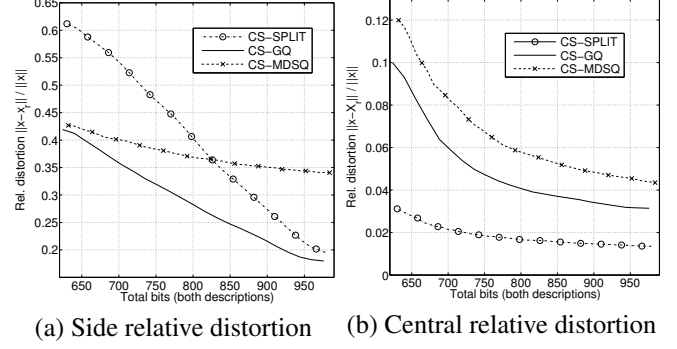 0.65
0.6
0.55
0.5
0.45
0.4
0.35
0.3
0.25
0.2
Rel. distortion ||x−x_r|| / ||x||
CS−SPLIT
CS−GQ
CS−MDSQ
650 700 750 800 850 900 950
Total bits (both descriptions)
(a) Side relative distortion
0.12
0.1
0.08
0.06
0.04
0.02
0
Rel. distortion ||x−X_r|| / ||x||
CS−SPLIT
CS−GQ
CS−MDSQ
650 700 750 800 850 900 950
Total bits (both descriptions)
(b) Central relative distortion